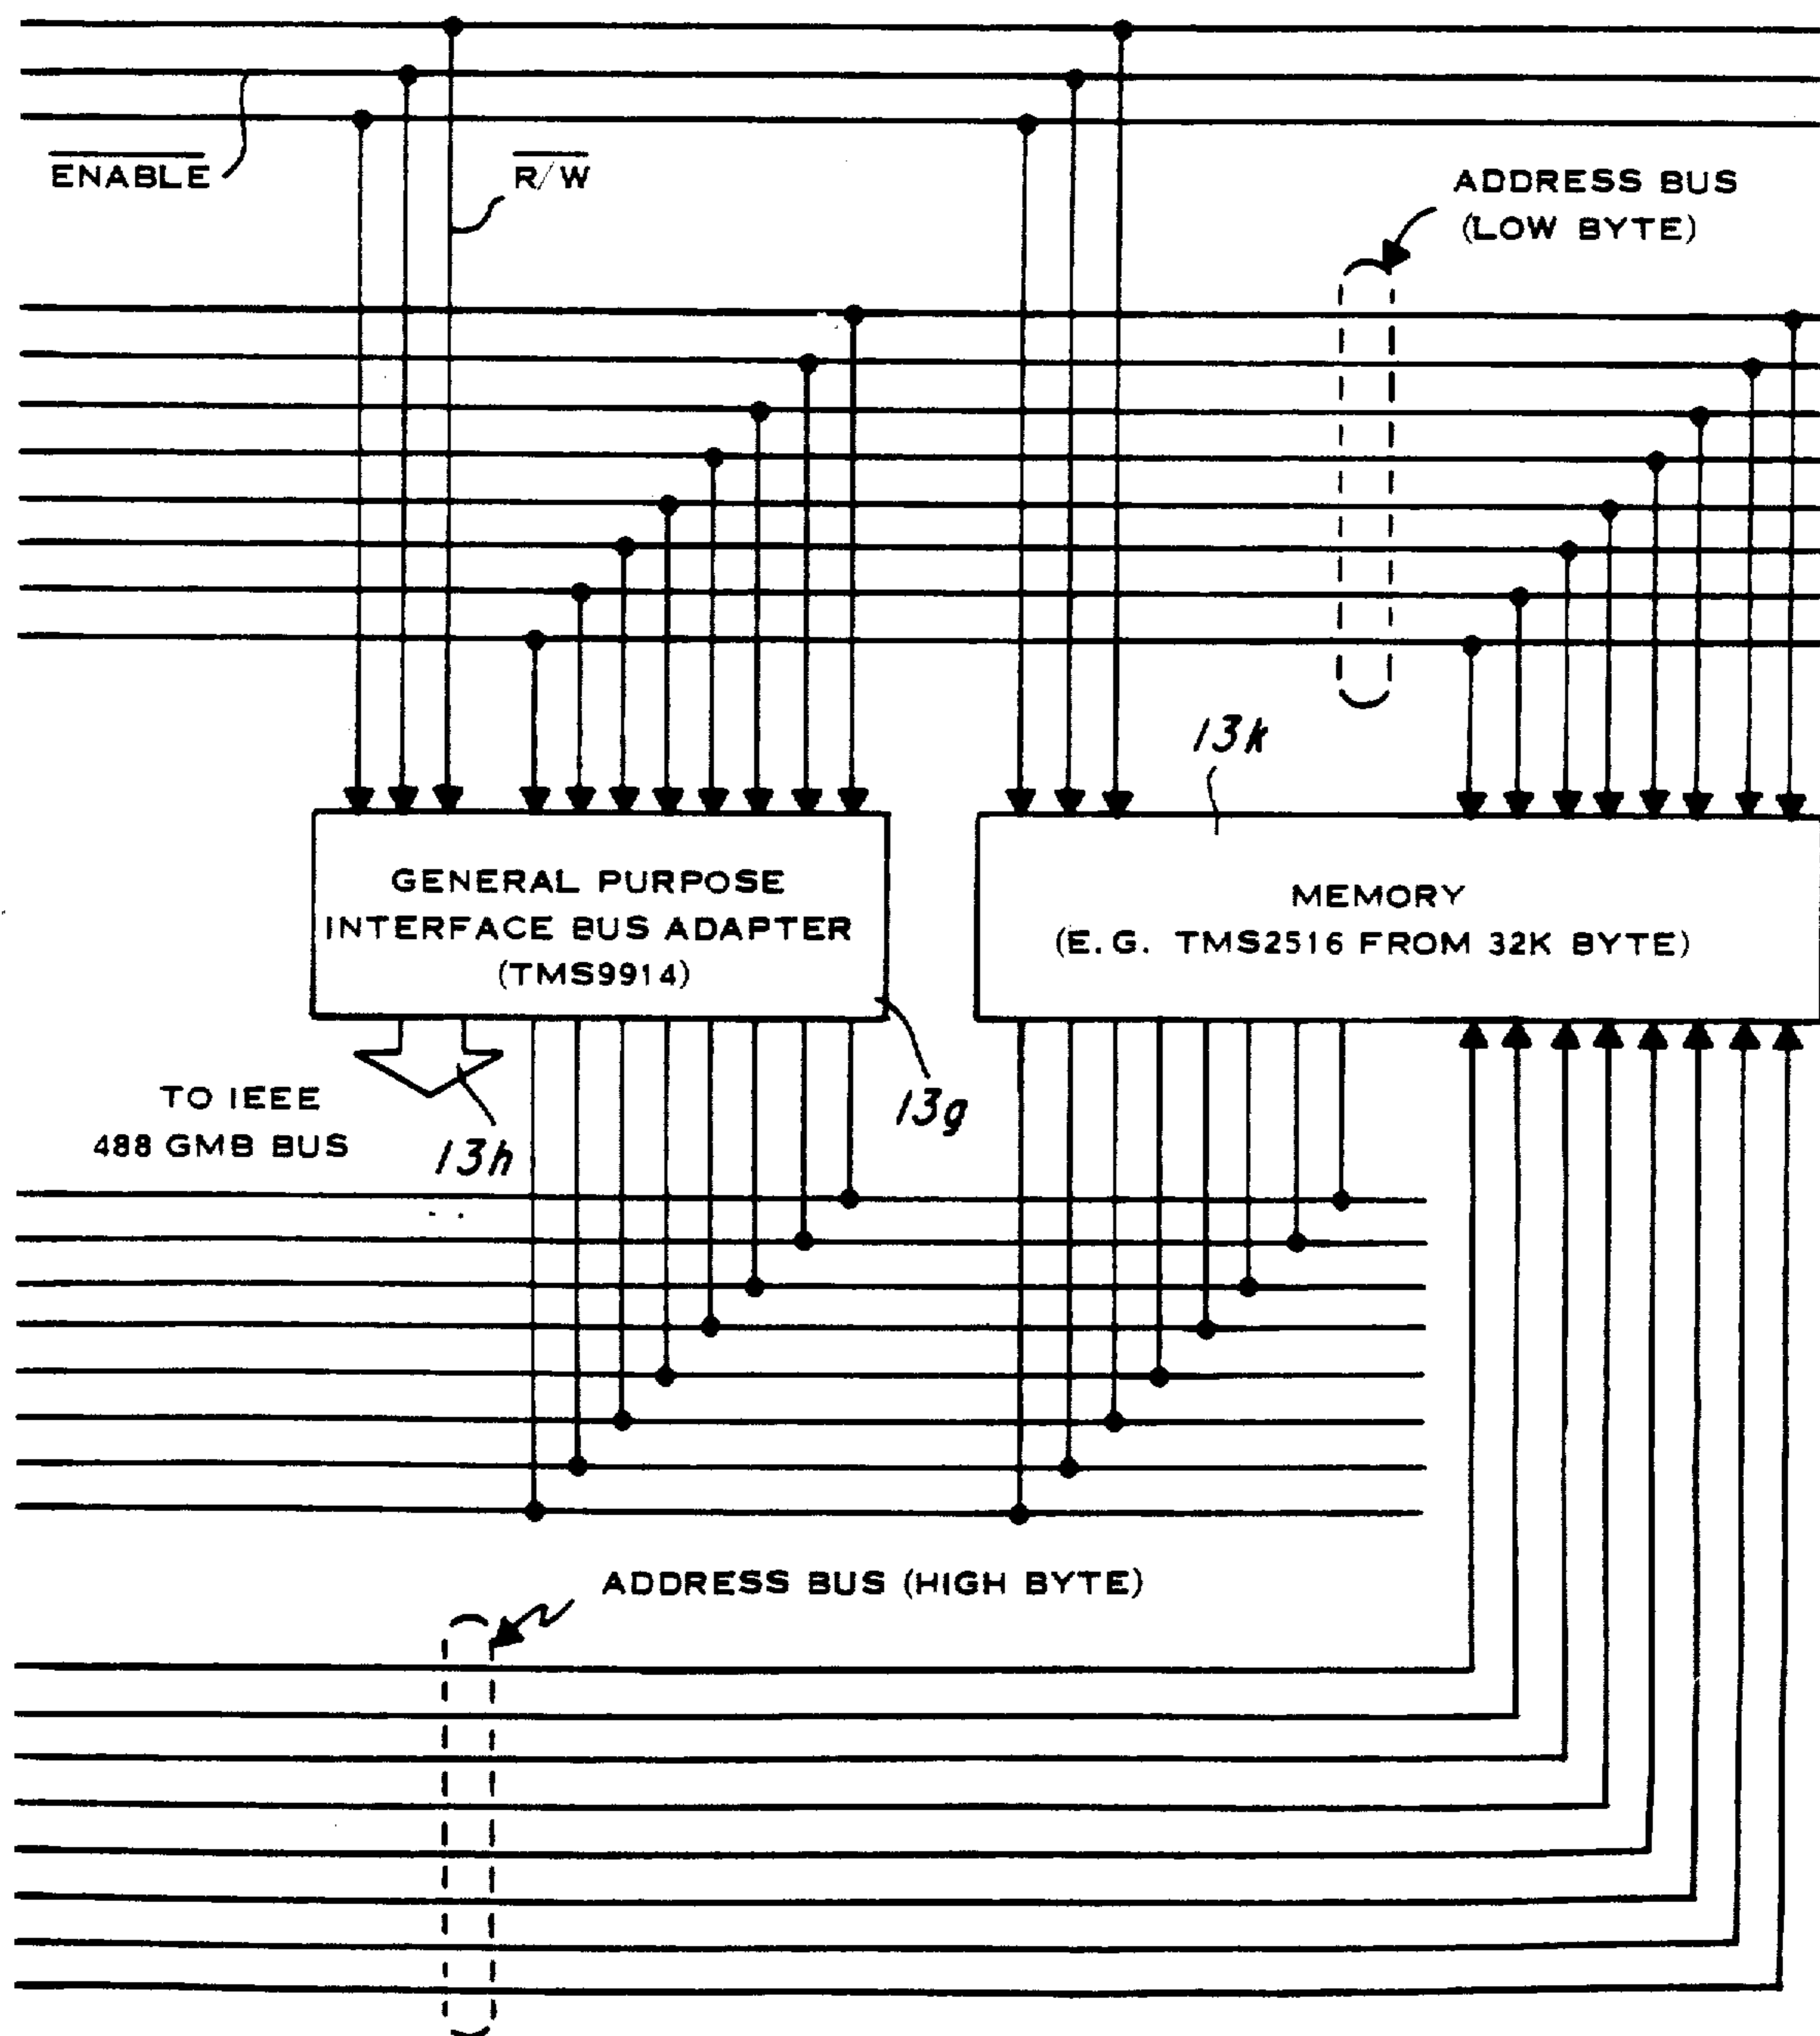 ENABLE
R/W
ADDRESS BUS
(LOW BYTE)
13k
GENERAL PURPOSE
INTERFACE BUS ADAPTER
(TMS9914)
MEMORY
(E.G. TMS2516 FROM 32K BYTE)
TO IEEE
488 GMB BUS
13h
13g
ADDRESS BUS (HIGH BYTE)